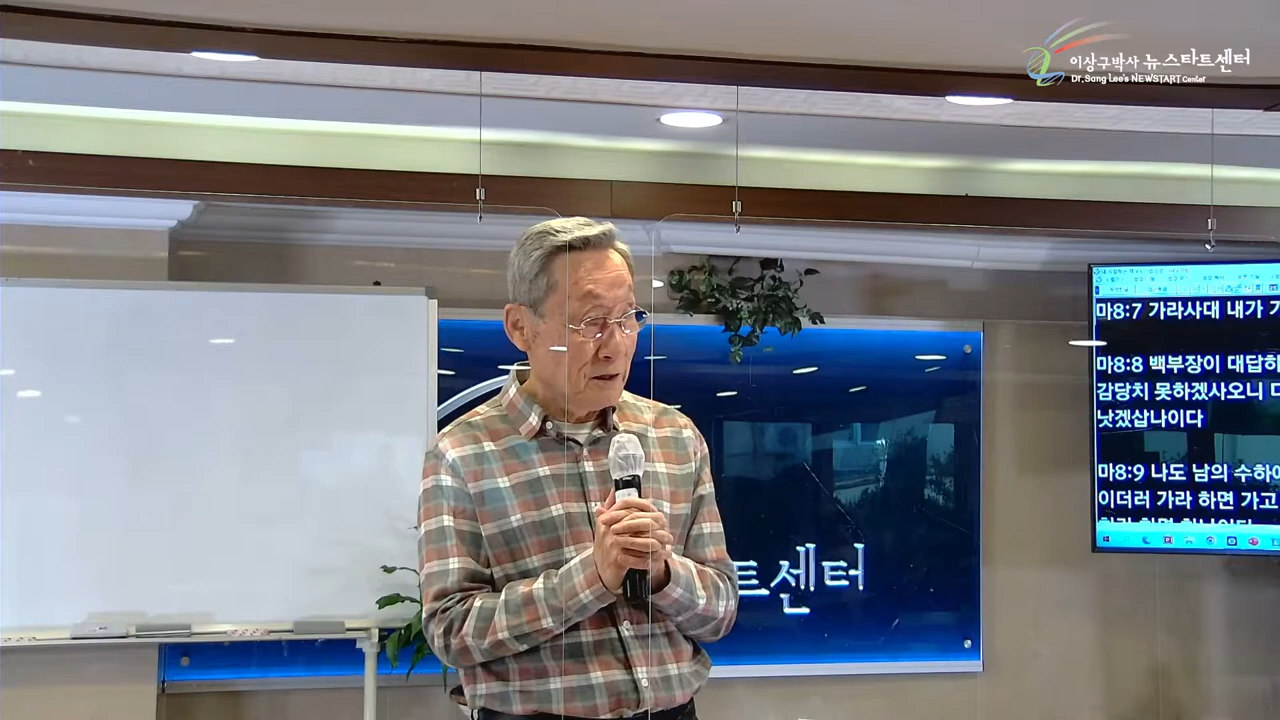 이상구박사 뉴스타트센터
Dr. Sang Lee's NEWSTART Center
마8:7 가라사대 내가
마8:8 백부장이 대답하
감당치 못하겠사오니
낫겠삽나이다
마8:9 나도 남의 수하에
이더러 가라 하면 가고
트센터